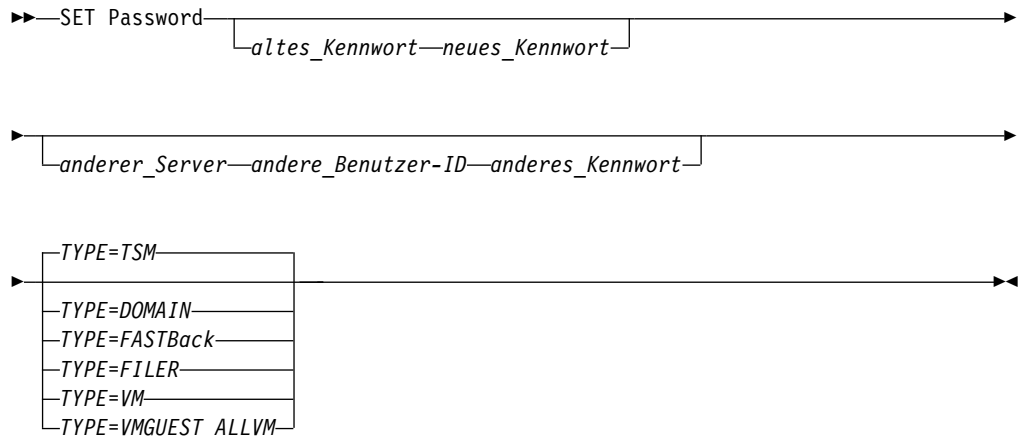 SET Password
altes_Kennwort neues_Kennwort
anderer_Server andere_Benutzer-ID anderes_Kennwort
TYPE=TSM
TYPE=DOMAIN
TYPE=FASTBack
TYPE=FILER
TYPE=VM
TYPE=VMGUEST ALLVM